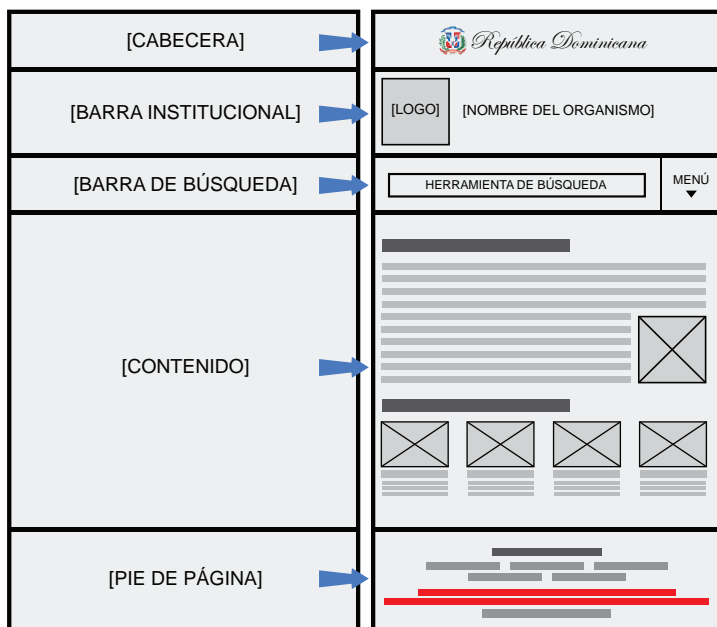 [CABECERA]
República Dominicana
[BARRA INSTITUCIONAL]
[LOGO]
[NOMBRE DEL ORGANISMO]
[BARRA DE BÚSQUEDA]
HERRAMIENTA DE BÚSQUEDA
MENÚ
[CONTENIDO]
[PIE DE PÁGINA]